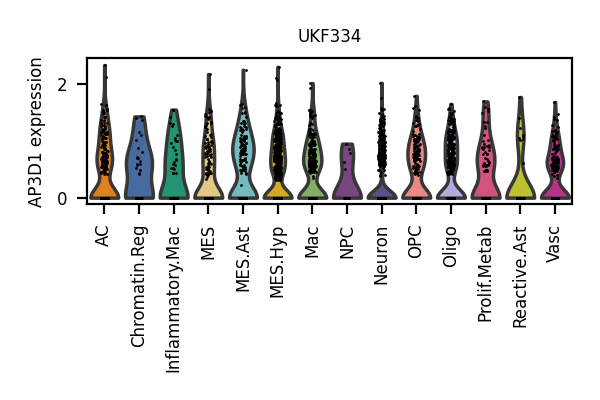 UKF334
AP3D1 expression
2
0
AC
Chromatin.Reg
Inflammatory.Mac
MES
MES.Ast
MES.Hyp
Mac
NPC
Neuron
OPC
Oligo
Prolif.Metab
Reactive.Ast
Vasc